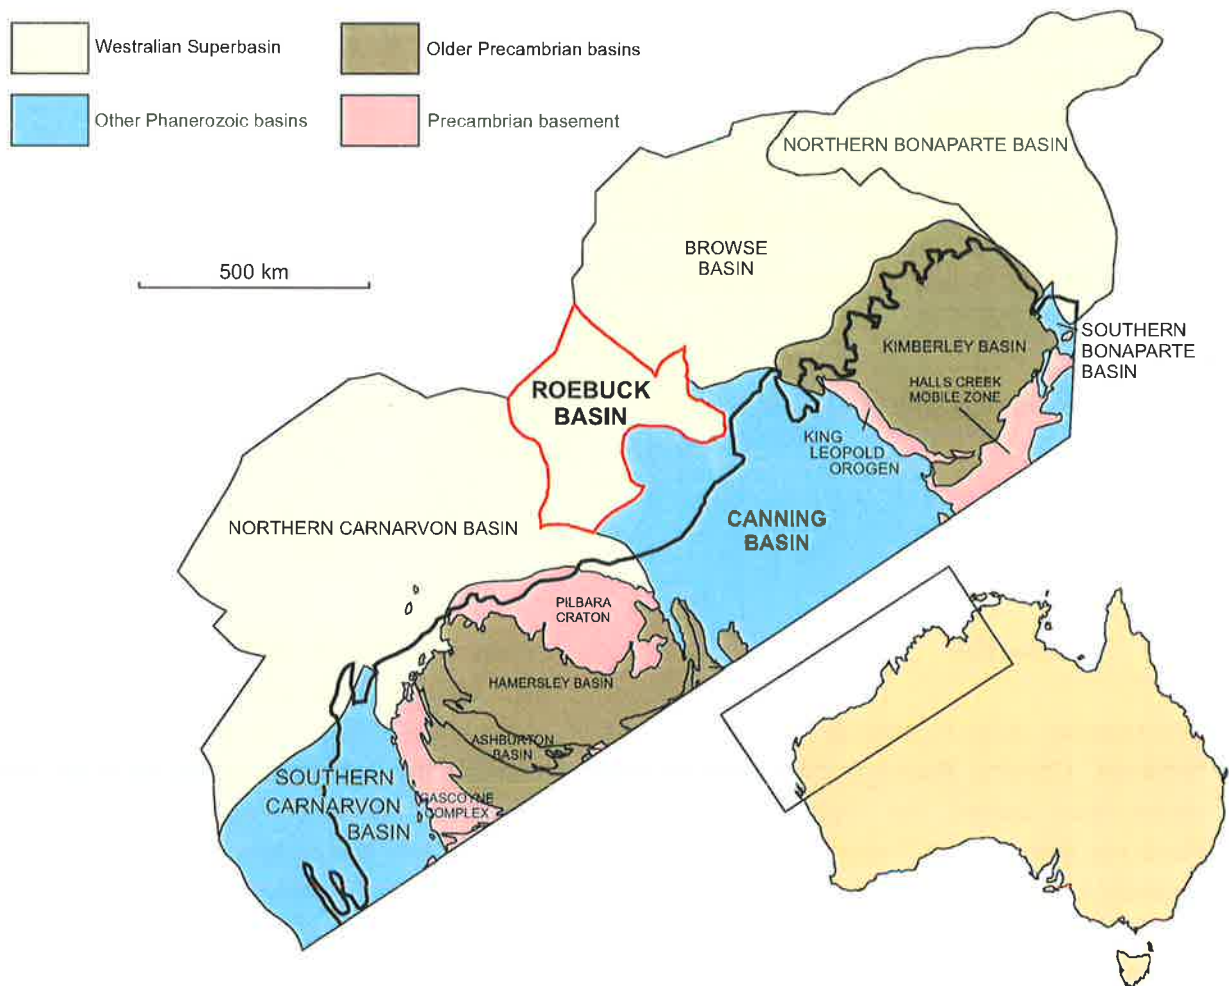 Westralian Superbasin
Older Precambrian basins
Other Phanerozoic basins
Precambrian basement
NORTHERN BONAPARTE BASIN
BROWSE
BASIN
500 km
SOUTHERN
BONAPARTE
BASIN
KIMBERLEY BASIN
HALLS CREEK
MOBILE ZONE
ROEBUCK
BASIN
KING
LEOPOLD
OROGEN
CANNING
BASIN
NORTHERN CARNARVON BASIN
PILBARA
CRATON
HAMERSLEY BASIN
ASHBURTON
BASIN
SOUTHERN
CARNARVON
BASIN
GASCOYNE
COMPLEX